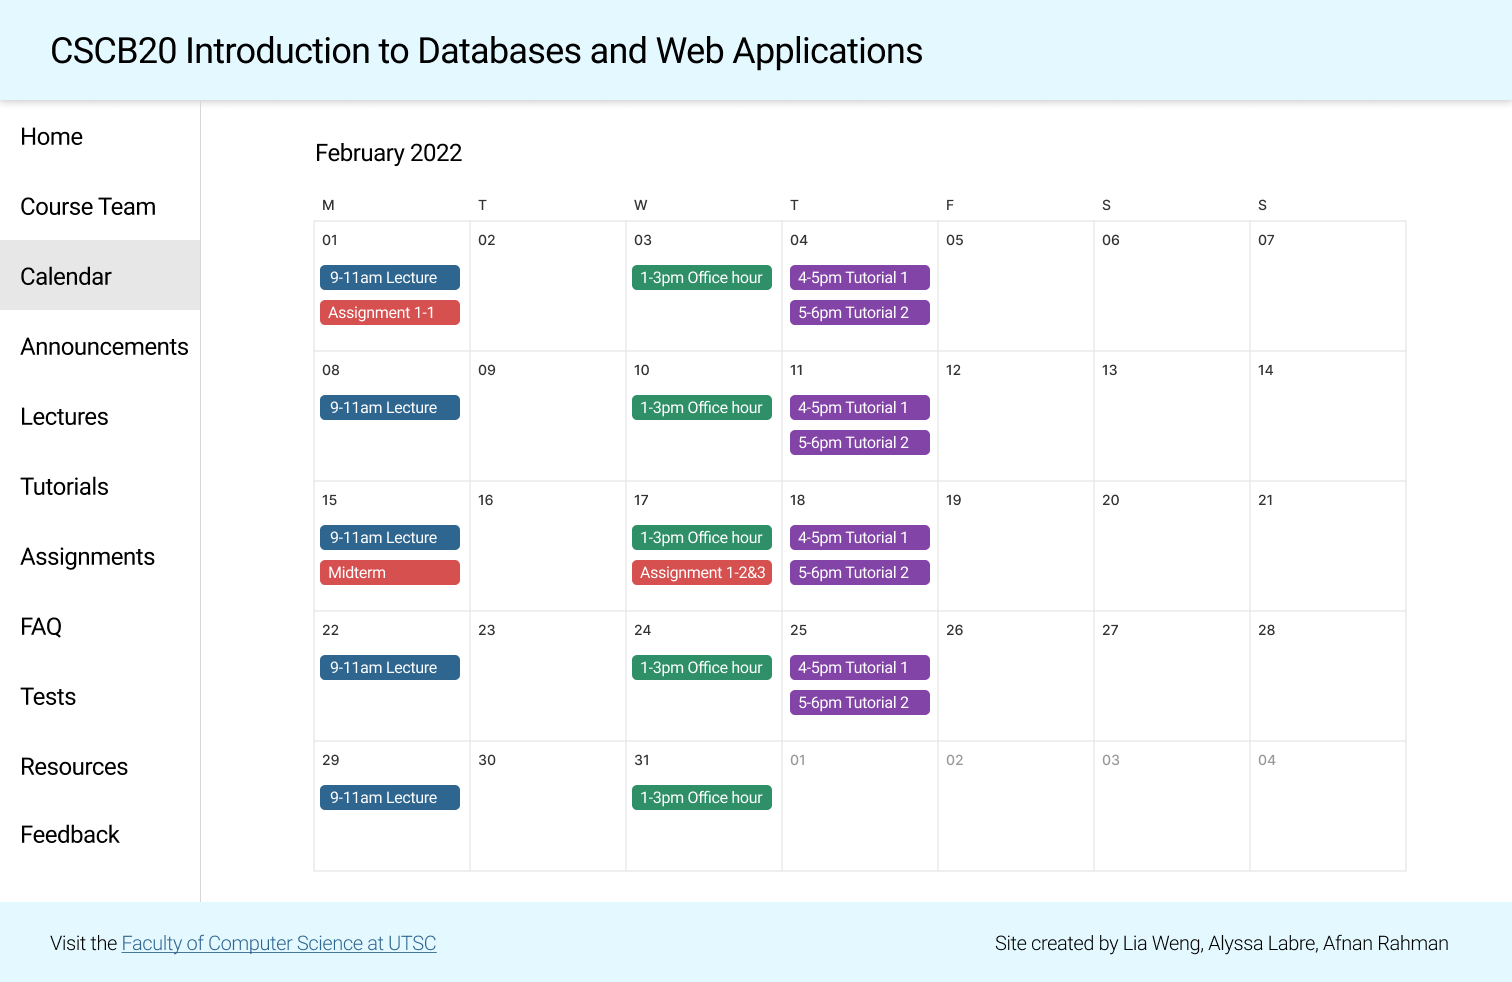 CSCB20 Introduction to Databases and Web Applications
Home
Course Team
Calendar
Announcements
Lectures
Tutorials
Assignments
FAQ
Tests
Resources
Feedback
February 2022
M T W T F S S
01 02 03 04 05 06 07
9-11am Lecture 1-3pm Office hour 4-5pm Tutorial 1
Assignment 1-1 5-6pm Tutorial 2
08 09 10 11 12 13 14
9-11am Lecture 1-3pm Office hour 4-5pm Tutorial 1
5-6pm Tutorial 2
15 16 17 18 19 20 21
9-11am Lecture 1-3pm Office hour 4-5pm Tutorial 1
Midterm Assignment 1-2&3 5-6pm Tutorial 2
22 23 24 25 26 27 28
9-11am Lecture 1-3pm Office hour 4-5pm Tutorial 1
5-6pm Tutorial 2
29 30 31 01 02 03 04
9-11am Lecture 1-3pm Office hour
Visit the Faculty of Computer Science at UTSC
Site created by Lia Weng, Alyssa Labre, Afnan Rahman